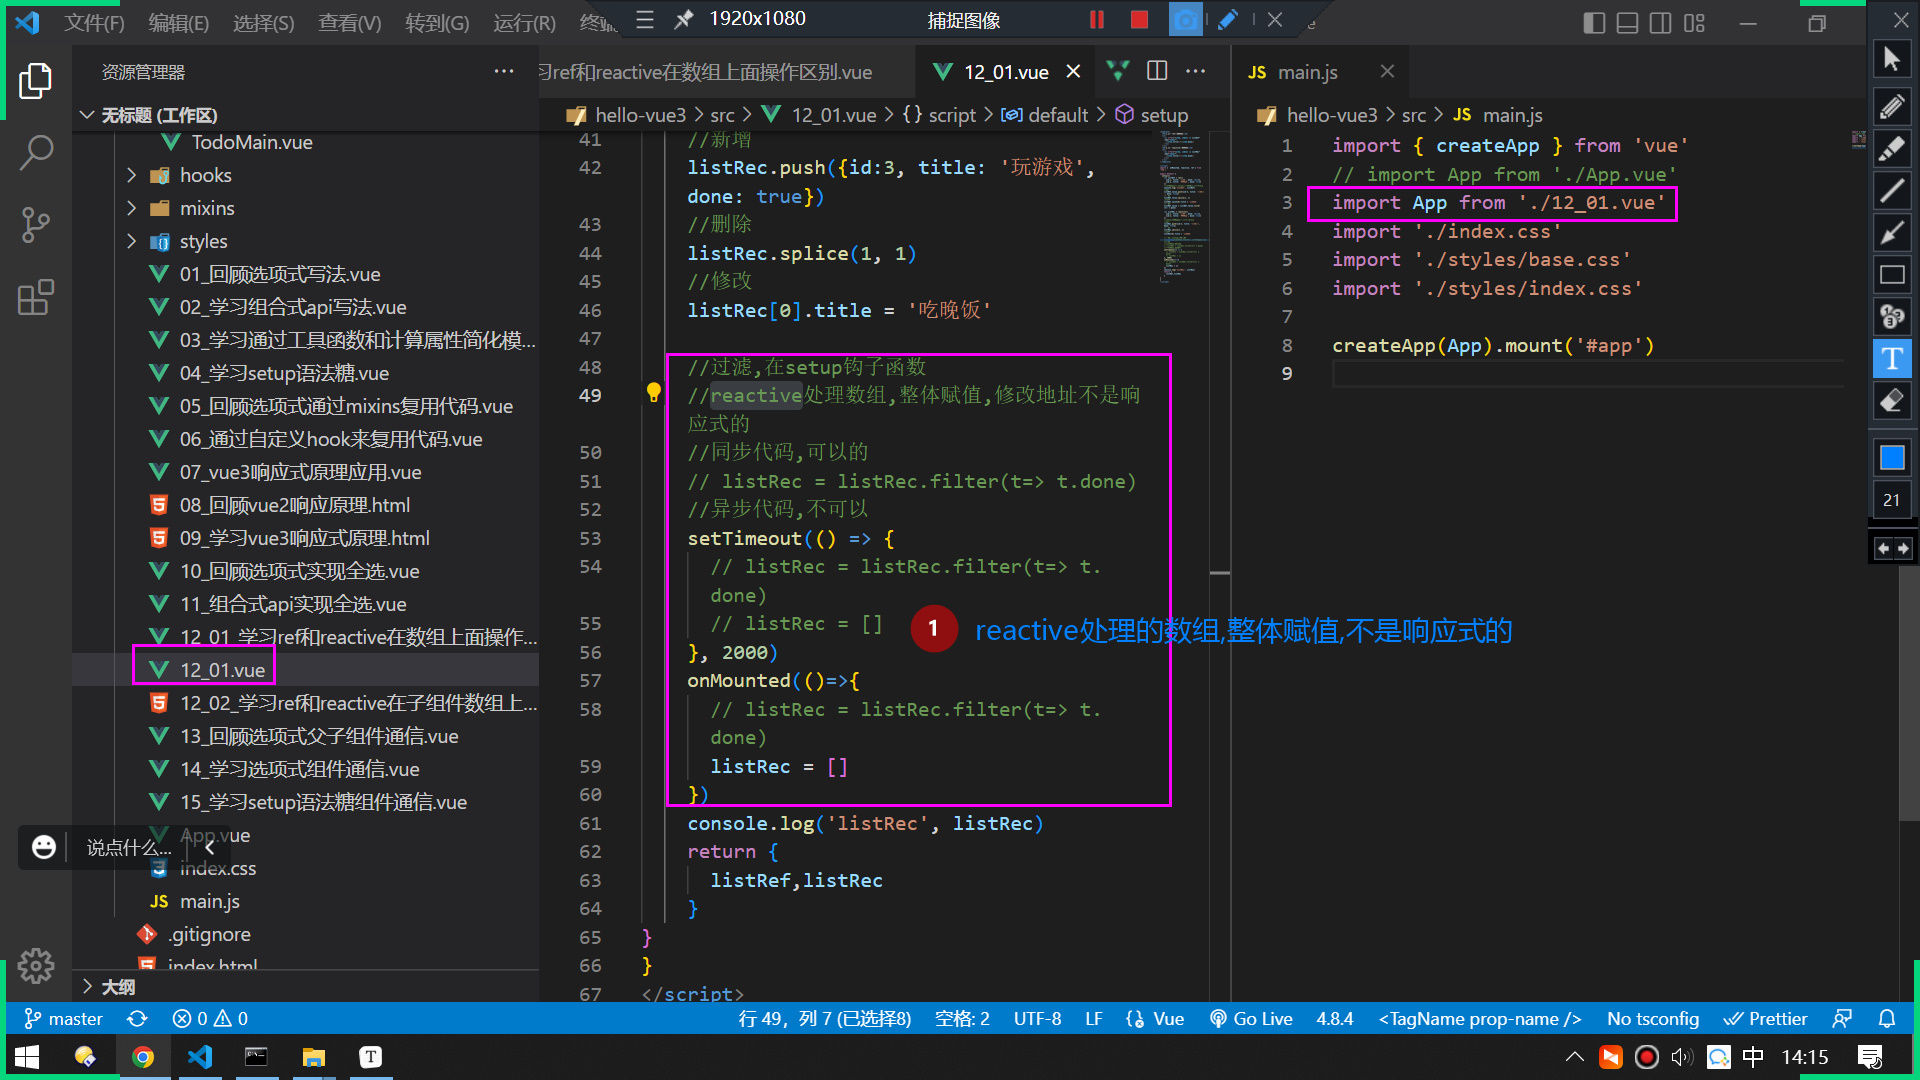 文件(F) 编辑(E) 选择(S) 查看(V) 转到(G) 运行(R)
1920x1080
捕捉图像
资源管理器
无标题 (工作区)
TodoMain.vue
hooks
mixins
styles
01_回顾选项式写法.vue
02_学习组合式api写法.vue
03_学习通过工具函数和计算属性简化模...
04_学习setup语法糖.vue
05_回顾选项式通过mixins复用代码.vue
06_通过自定义hook来复用代码.vue
07_vue3响应式原理应用.vue
08_回顾vue2响应原理.html
09_学习vue3响应式原理.html
10_回顾选项式实现全选.vue
11_组合式api实现全选.vue
12_01_学习ref和reactive在数组上面操作...
12_01.vue
12_02_学习ref和reactive在子组件数组上...
13_回顾选项式父子组件通信.vue
14_学习选项式组件通信.vue
15_学习setup语法糖组件通信.vue
App.vue
说点什么...
index.css
JS main.js
.gitignore
index.html
大纲
习ref和reactive在数组上面操作区别.vue
12_01.vue
hello-vue3 > src > 12_01.vue > {} script > default > setup
41 //新增
42 listRec.push({id:3, title: '玩游戏',
done: true})
43 //删除
44 listRec.splice(1, 1)
45 //修改
46 listRec[0].title = '吃晚饭'
47
48 //过滤,在setup钩子函数
49 //reactive处理数组,整体赋值,修改地址不是响
应式的
50 //同步代码,可以的
51 // listRec = listRec.filter(t=> t.done)
52 //异步代码,不可以
53 setTimeout(() => {
54 // listRec = listRec.filter(t=> t.
done)
55 // listRec = []
56 }, 2000)
57 onMounted(()=>{
58 // listRec = listRec.filter(t=> t.
done)
59 listRec = []
60 })
61 console.log('listRec', listRec)
62 return {
63 listRef,listRec
64 }
65 }
66 }
67 </script>
1 reactive处理的数组,整体赋值,不是响应式的
JS main.js
hello-vue3 > src > JS main.js
1 import { createApp } from 'vue'
2 // import App from './App.vue'
3 import App from './12_01.vue'
4 import './index.css'
5 import './styles/base.css'
6 import './styles/index.css'
7
8 createApp(App).mount('#app')
9
T
21
master 0 0 行 49，列 7 (已选择8) 空格: 2 UTF-8 LF Vue Go Live 4.8.4 <TagName prop-name /> No tsconfig Prettier
T
中 14:15